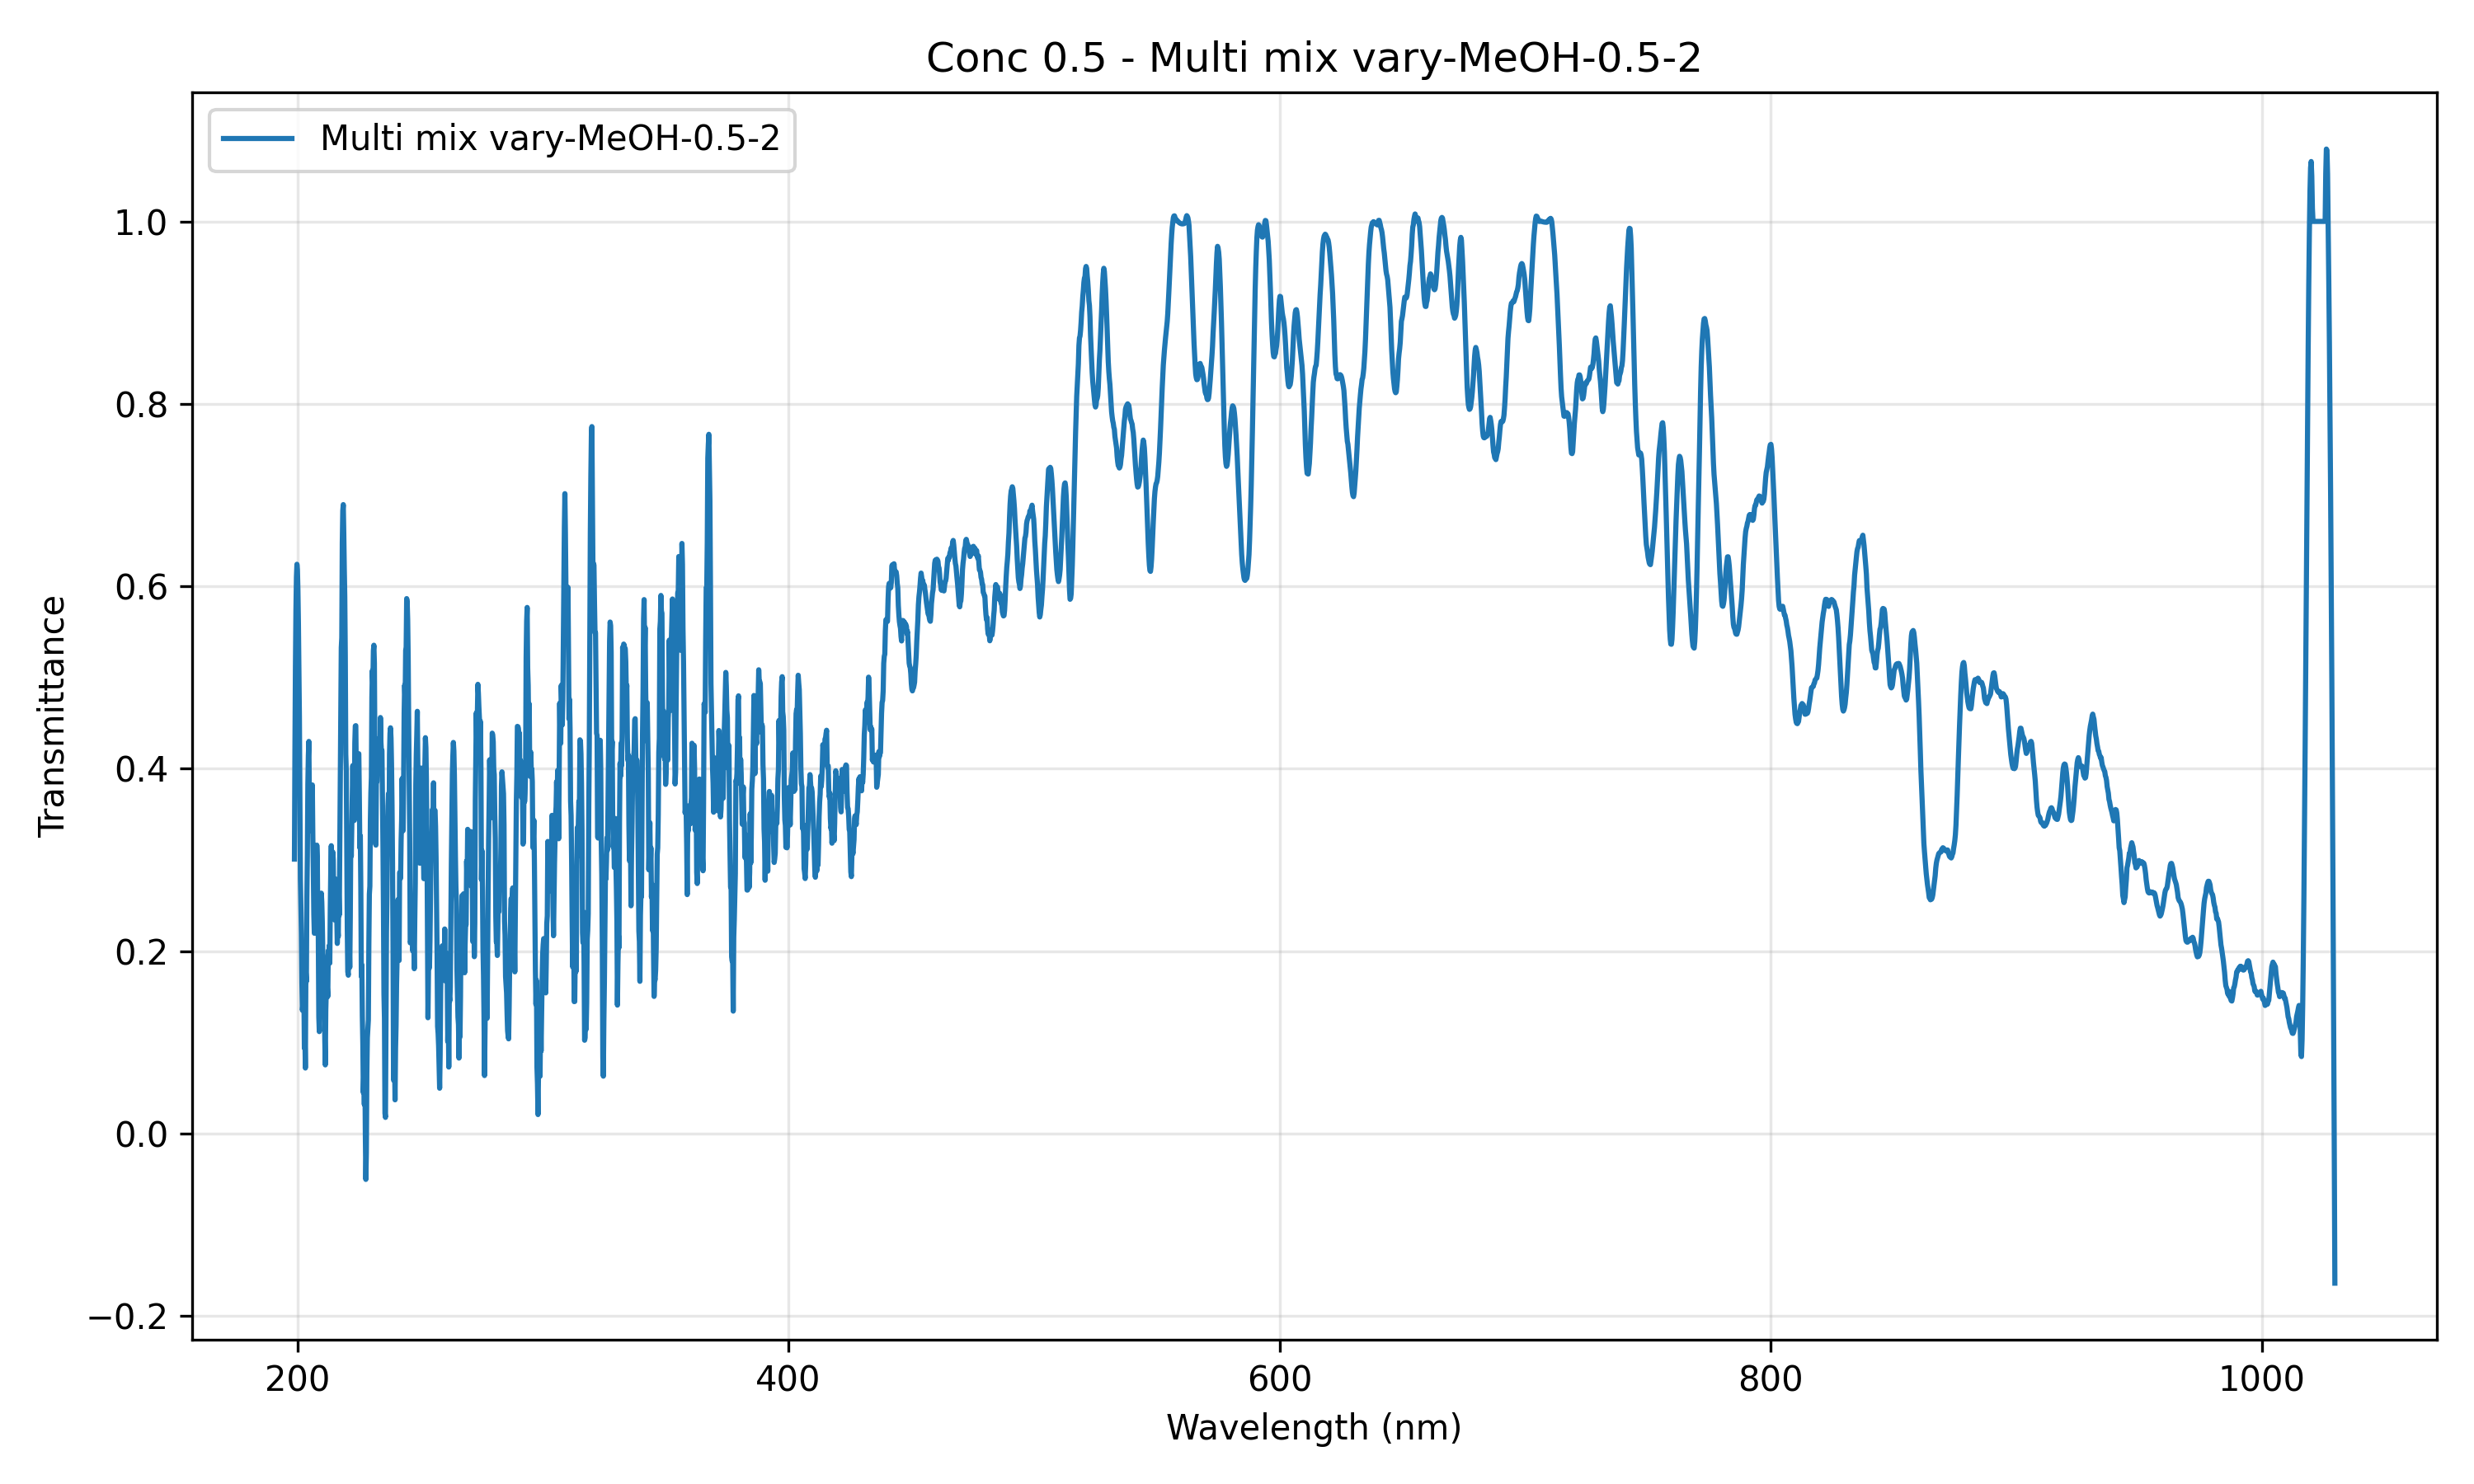 Conc 0.5 - Multi mix vary-MeOH-0.5-2
Multi mix vary-MeOH-0.5-2
Transmittance
1.0
0.8
0.6
0.4
0.2
0.0
−0.2
200 400 600 800 1000
Wavelength (nm)